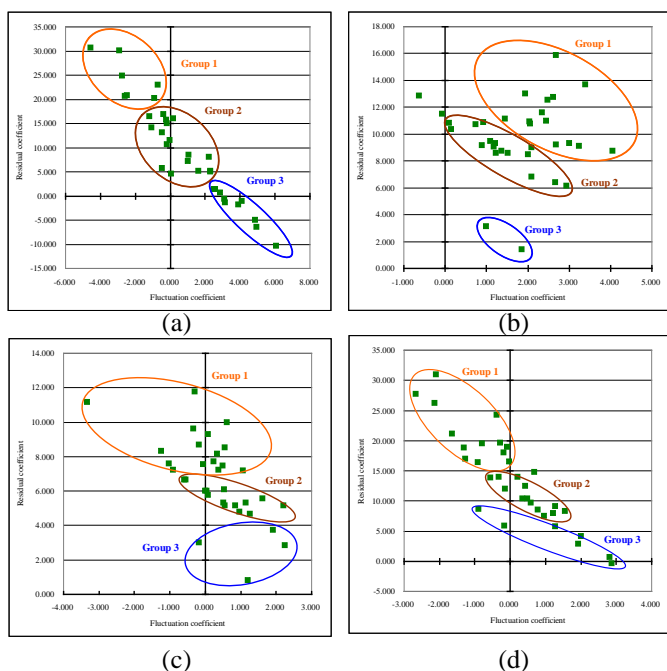 35.000
30.000
25.000
20.000
15.000
10.000
5.000
0.000
-5.000
-10.000
-15.000
-6.000 -4.000 -2.000 0.000 2.000 4.000 6.000 8.000
Residual coefficient
Fluctuation coefficient
Group 1
Group 2
Group 3
(a)
18.000
16.000
14.000
12.000
10.000
8.000
6.000
4.000
2.000
0.000
-1.000 0.000 1.000 2.000 3.000 4.000 5.000
Residual coefficient
Fluctuation coefficient
Group 1
Group 2
Group 3
(b)
14.000
12.000
10.000
8.000
6.000
4.000
2.000
0.000
-4.000 -3.000 -2.000 -1.000 0.000 1.000 2.000 3.000
Residual coefficient
Fluctuation coefficient
Group 1
Group 2
Group 3
(c)
35.000
30.000
25.000
20.000
15.000
10.000
5.000
0.000
-5.000
-3.000 -2.000 -1.000 0.000 1.000 2.000 3.000 4.000
Residual coefficient
Fluctuation coefficient
Group 1
Group 2
Group 3
(d)